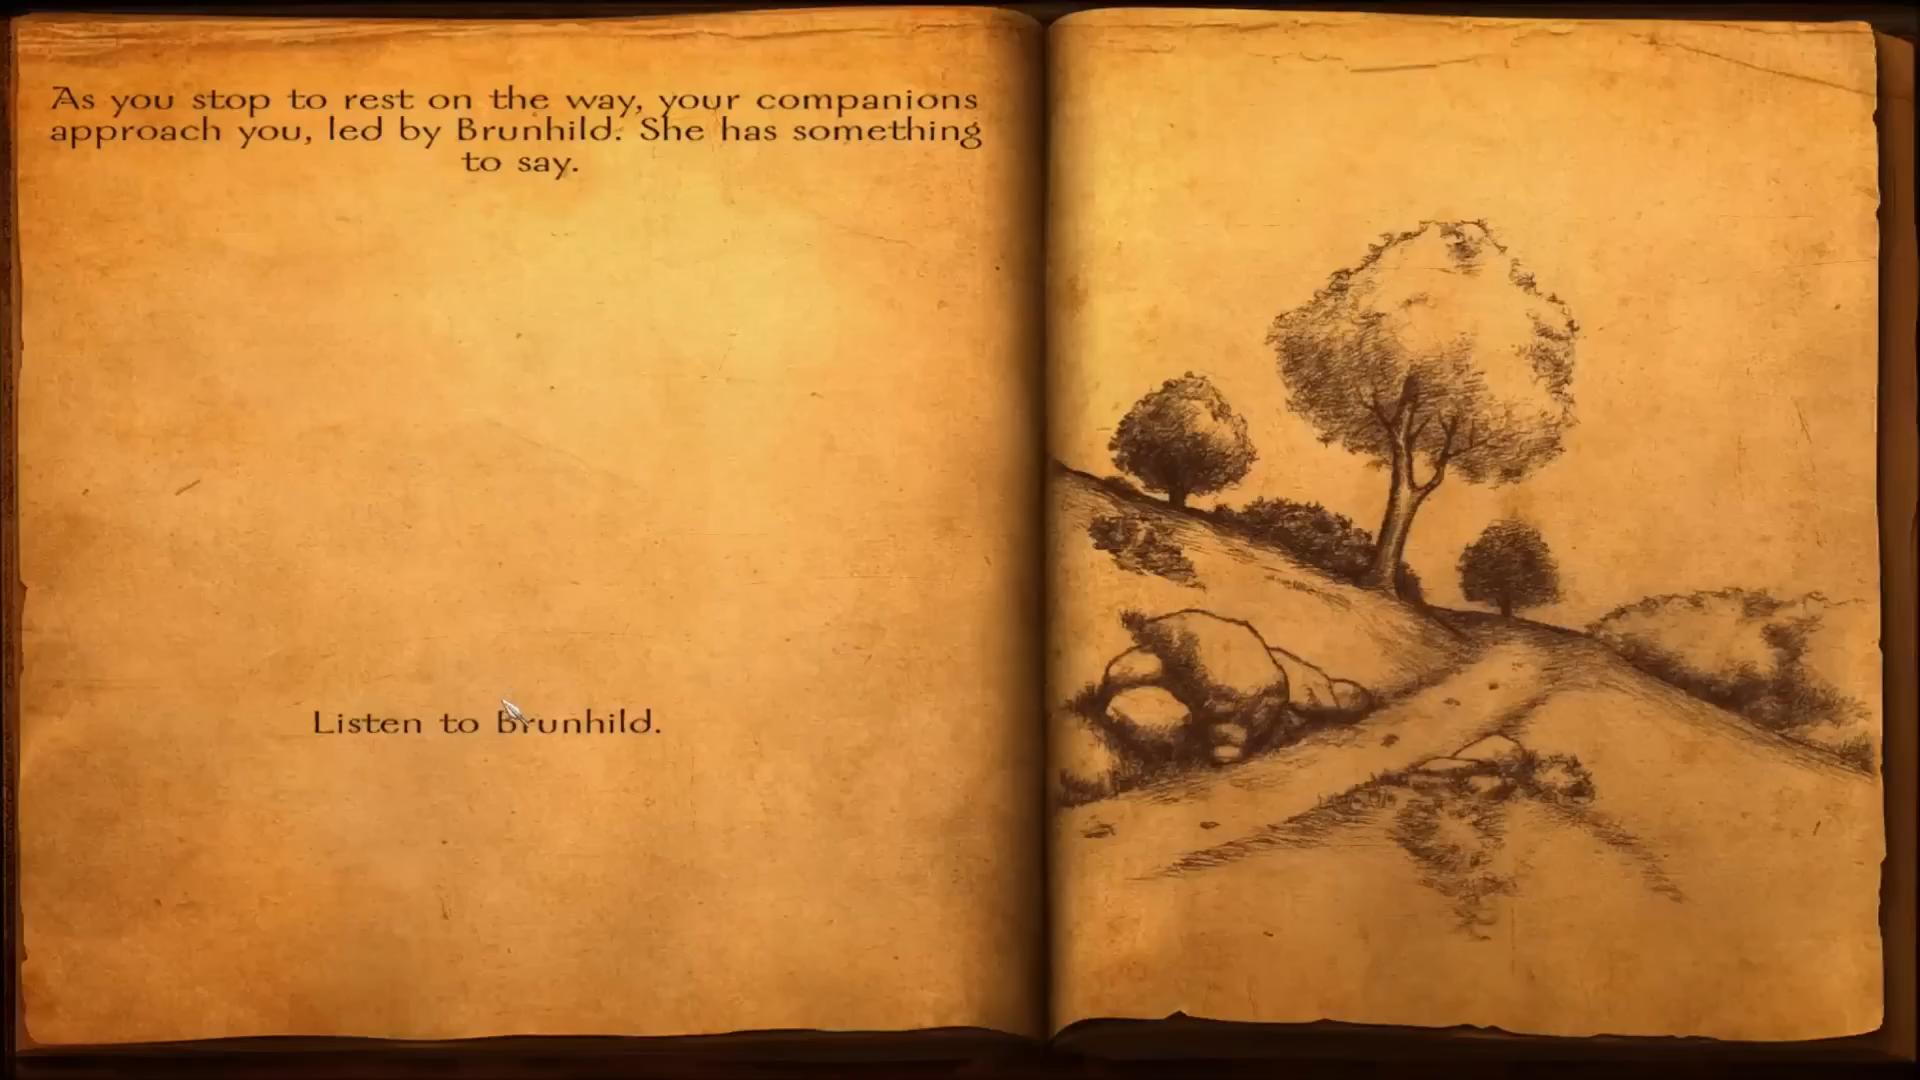 As you stop to rest on the way, your companions
approach you, led by Brunhild. She has something
to say.
Listen to Brunhild.